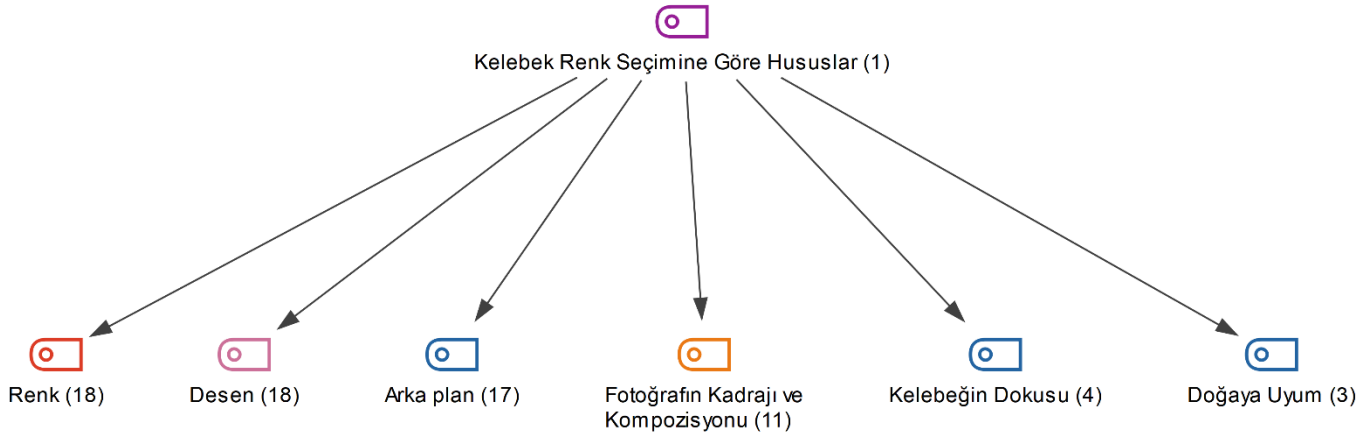 Kelebek Renk Seçimine Göre Hususlar (1)
Renk (18)
Desen (18)
Arka plan (17)
Fotoğrafın Kadrajı ve
Kompozisyonu (11)
Kelebeğin Dokusu (4)
Doğaya Uyum (3)